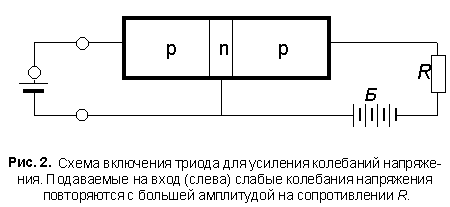 p n p
R
Б
Рис. 2. Схема включения триода для усиления колебаний напряже-
ния. Подаваемые на вход (слева) слабые колебания напряжения
повторяются с большей амплитудой на сопротивлении R.